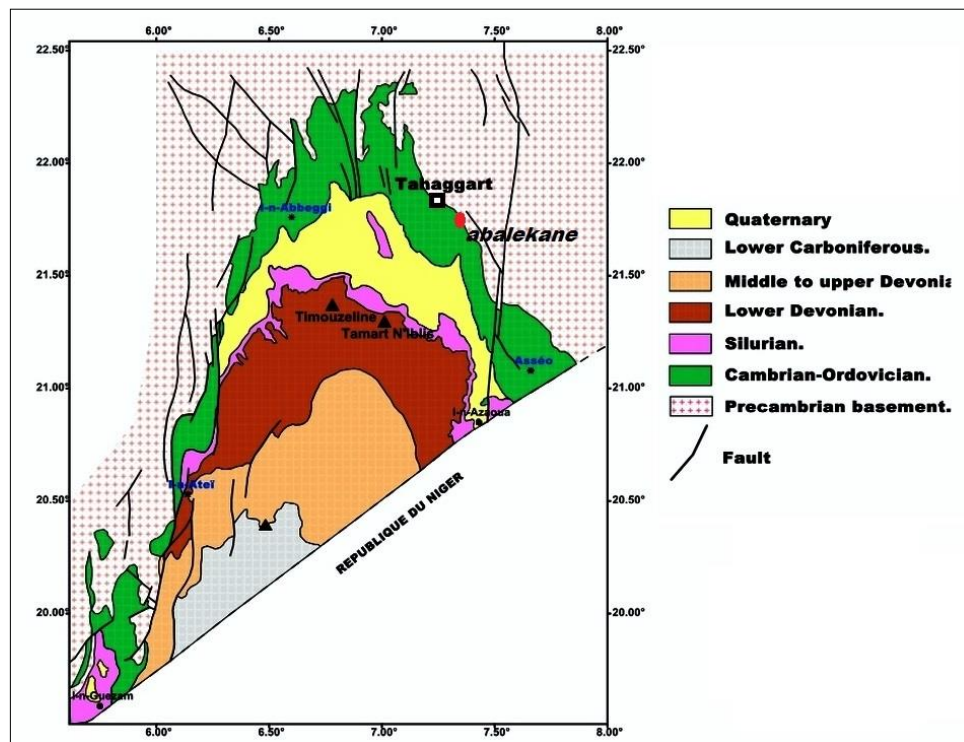 6.00° 6.50° 7.00° 7.50° 8.00°
22.50° 22.50°
22.00° 22.00°
Tahaggart
I-n-Abbeggi
abalekane
21.50° 21.50°
Timouzeline
Tamart N'iblis
Asséo
21.00° 21.00°
I-n-Azaoua
20.50° 20.50°
REPUBLIQUE DU NIGER
20.00° 20.00°
I-n-Guezam
6.00° 6.50° 7.00° 7.50° 8.00°
Quaternary
Lower Carboniferous.
Middle to upper Devonia
Lower Devonian.
Silurian.
Cambrian-Ordovician.
Precambrian basement.
Fault